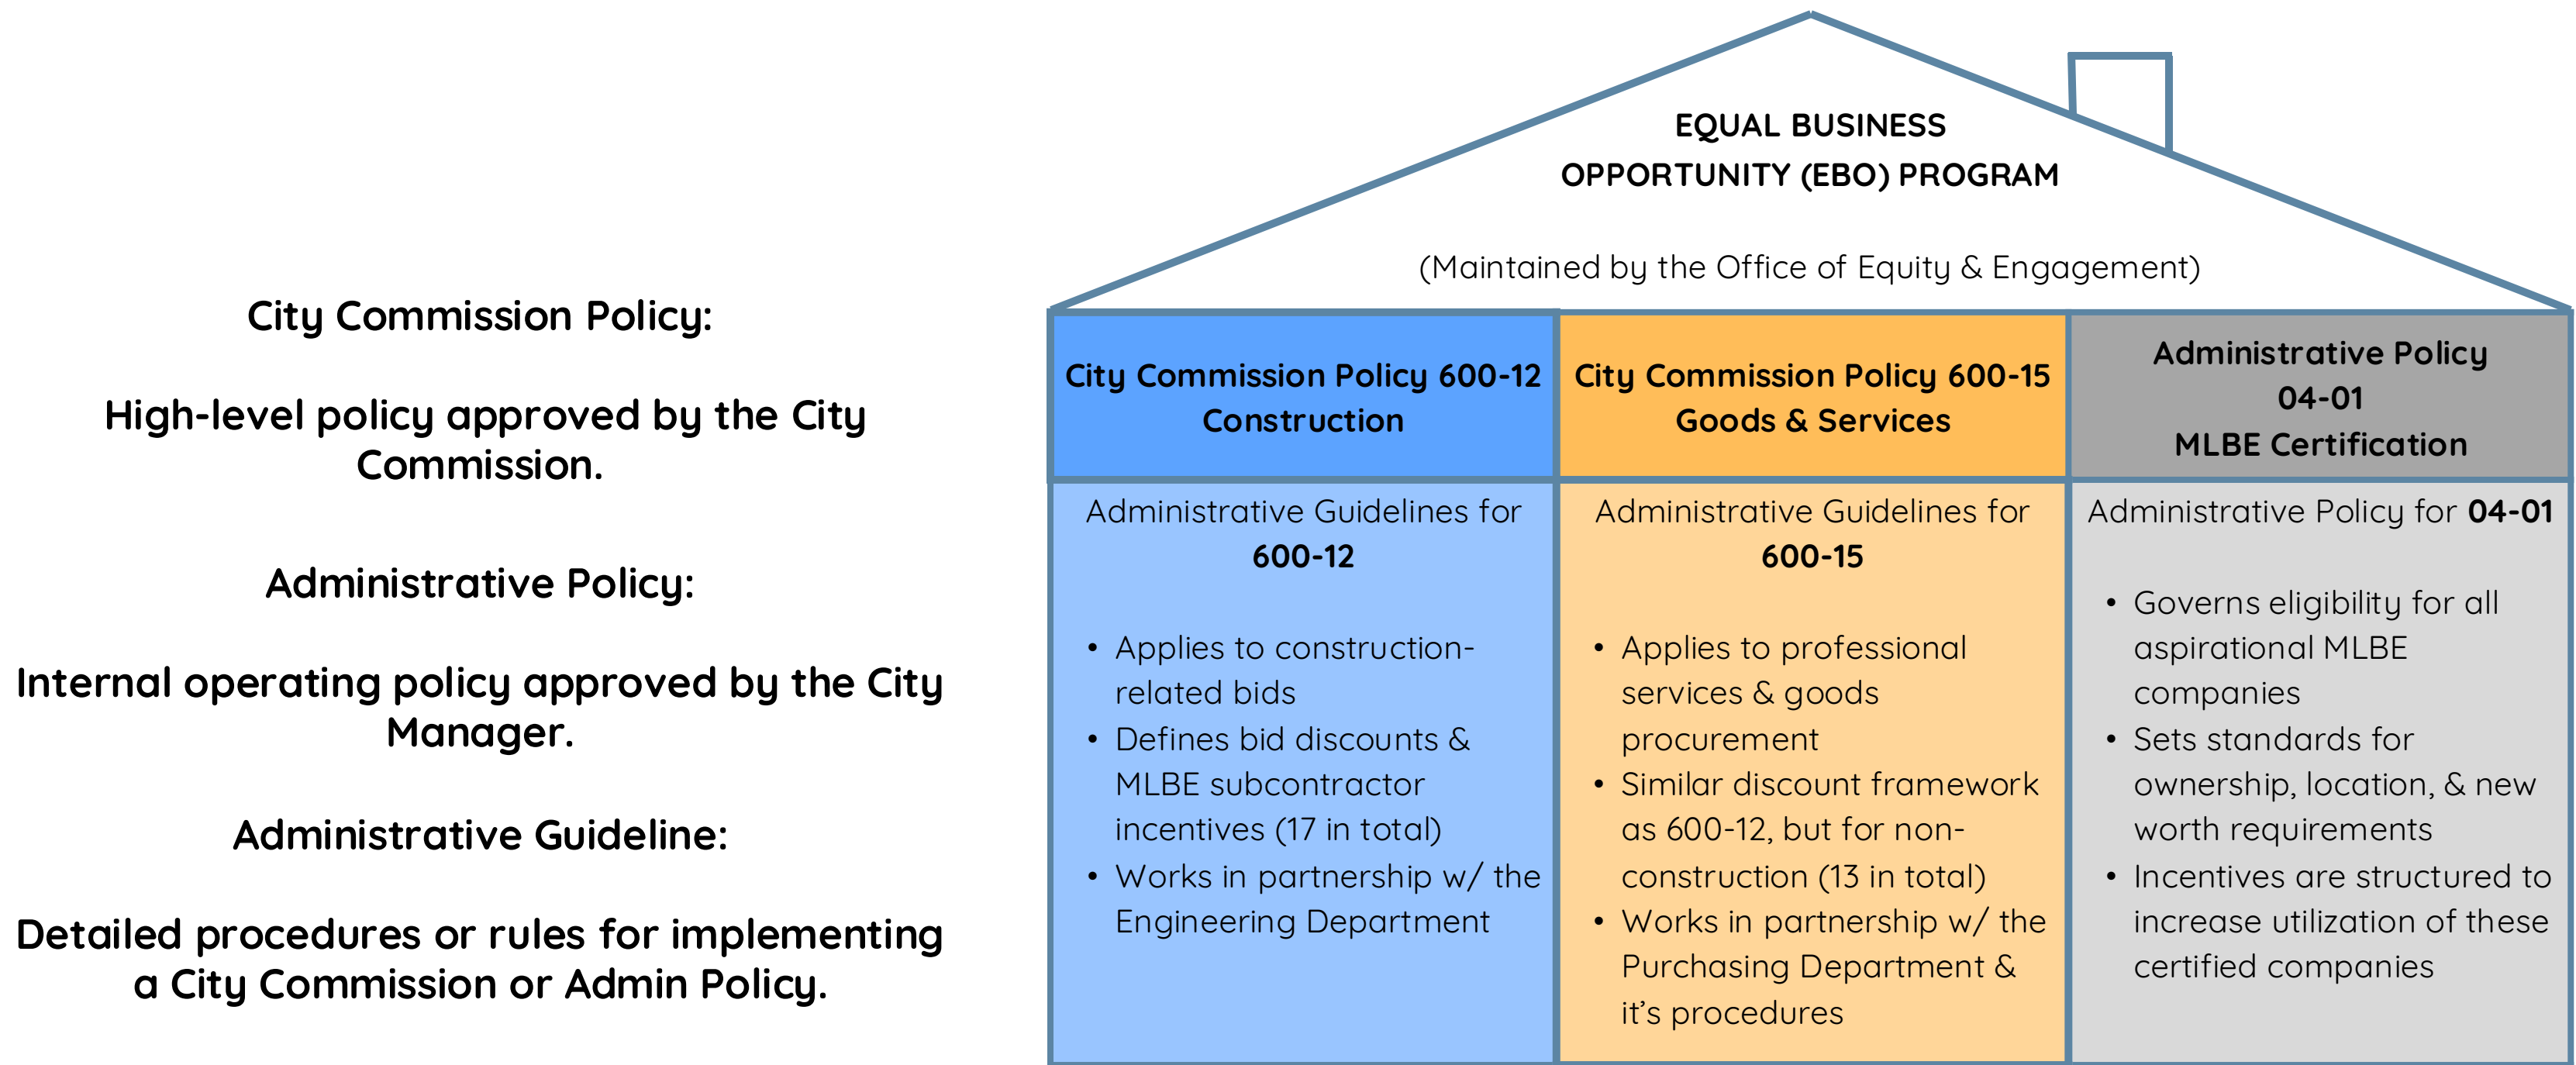 City Commission Policy:
High-level policy approved by the City
Commission.
Administrative Policy:
Internal operating policy approved by the City
Manager.
Administrative Guideline:
Detailed procedures or rules for implementing
a City Commission or Admin Policy.
EQUAL BUSINESS
OPPORTUNITY (EBO) PROGRAM
(Maintained by the Office of Equity & Engagement)
City Commission Policy 600-12
Construction
Administrative Guidelines for
600-12
• Applies to construction-
related bids
• Defines bid discounts &
MLBE subcontractor
incentives (17 in total)
• Works in partnership w/ the
Engineering Department
City Commission Policy 600-15
Goods & Services
Administrative Guidelines for
600-15
• Applies to professional
services & goods
procurement
• Similar discount framework
as 600-12, but for non-
construction (13 in total)
• Works in partnership w/ the
Purchasing Department &
it’s procedures
Administrative Policy
04-01
MLBE Certification
Administrative Policy for 04-01
• Governs eligibility for all
aspirational MLBE
companies
• Sets standards for
ownership, location, & new
worth requirements
• Incentives are structured to
increase utilization of these
certified companies